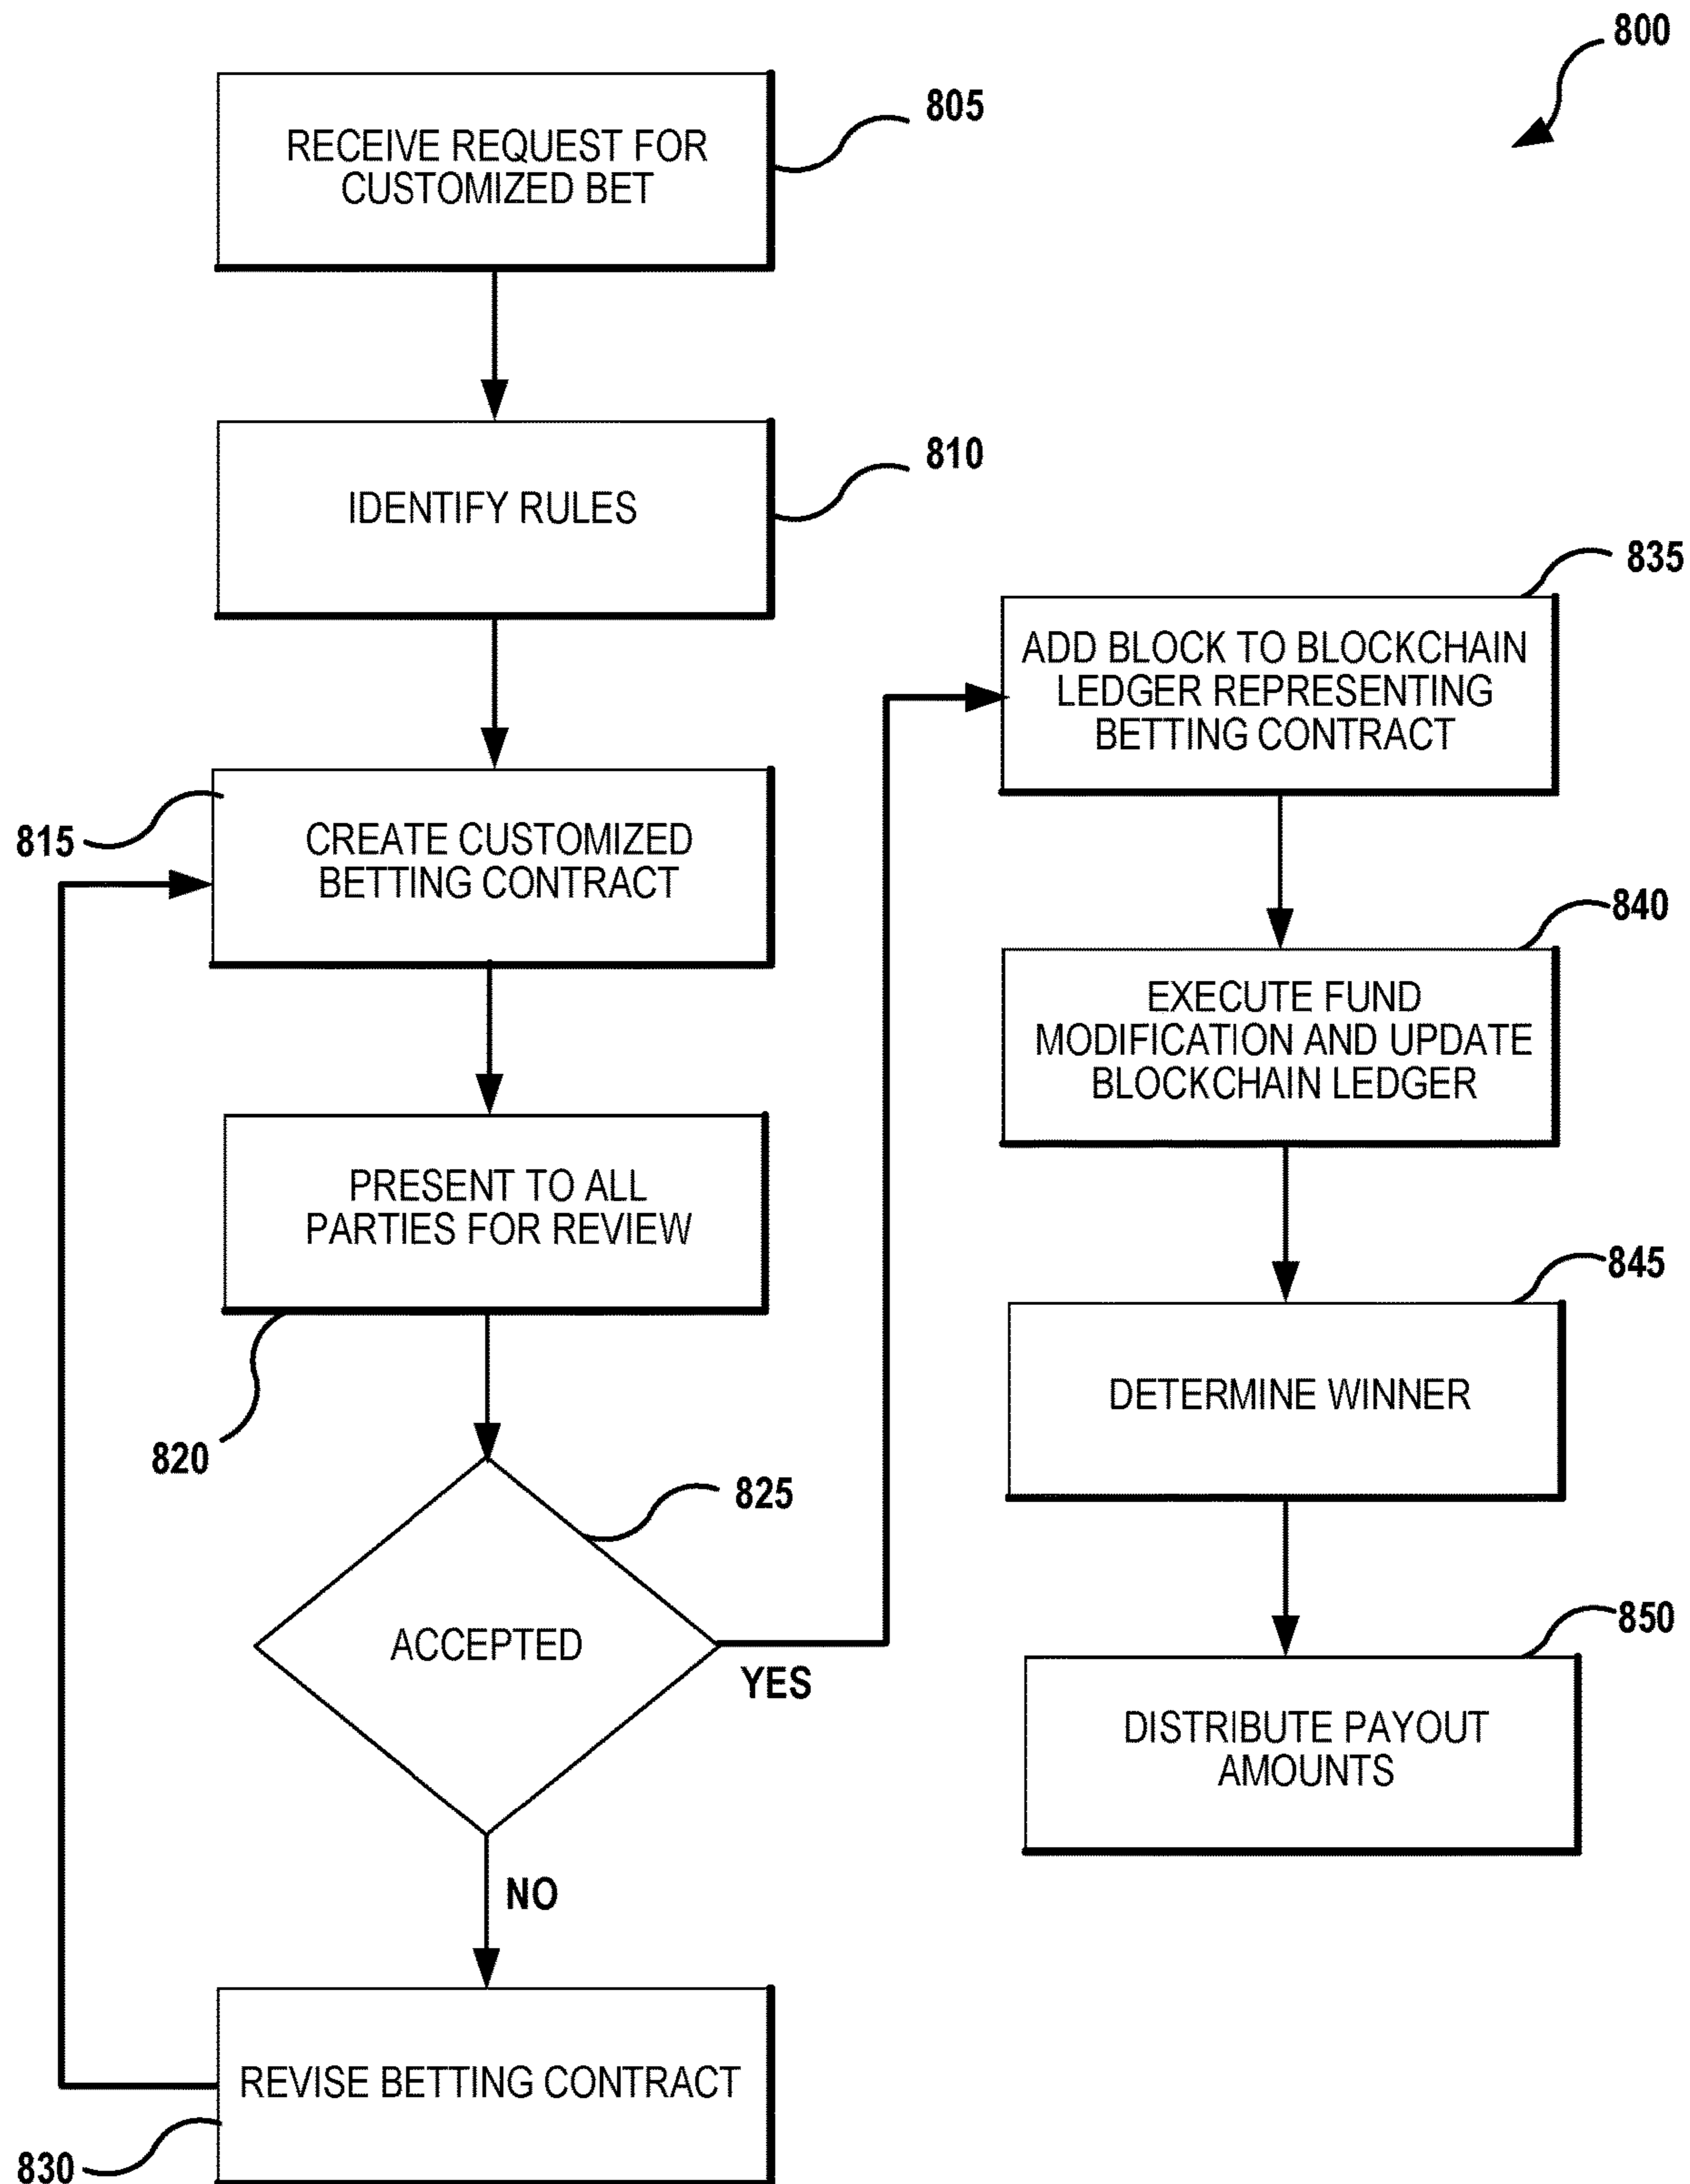 800
805
RECEIVE REQUEST FOR
CUSTOMIZED BET
810
IDENTIFY RULES
815
CREATE CUSTOMIZED
BETTING CONTRACT
PRESENT TO ALL
PARTIES FOR REVIEW
820
825
ACCEPTED
YES
NO
REVISE BETTING CONTRACT
830
835
ADD BLOCK TO BLOCKCHAIN
LEDGER REPRESENTING
BETTING CONTRACT
840
EXECUTE FUND
MODIFICATION AND UPDATE
BLOCKCHAIN LEDGER
845
DETERMINE WINNER
850
DISTRIBUTE PAYOUT
AMOUNTS